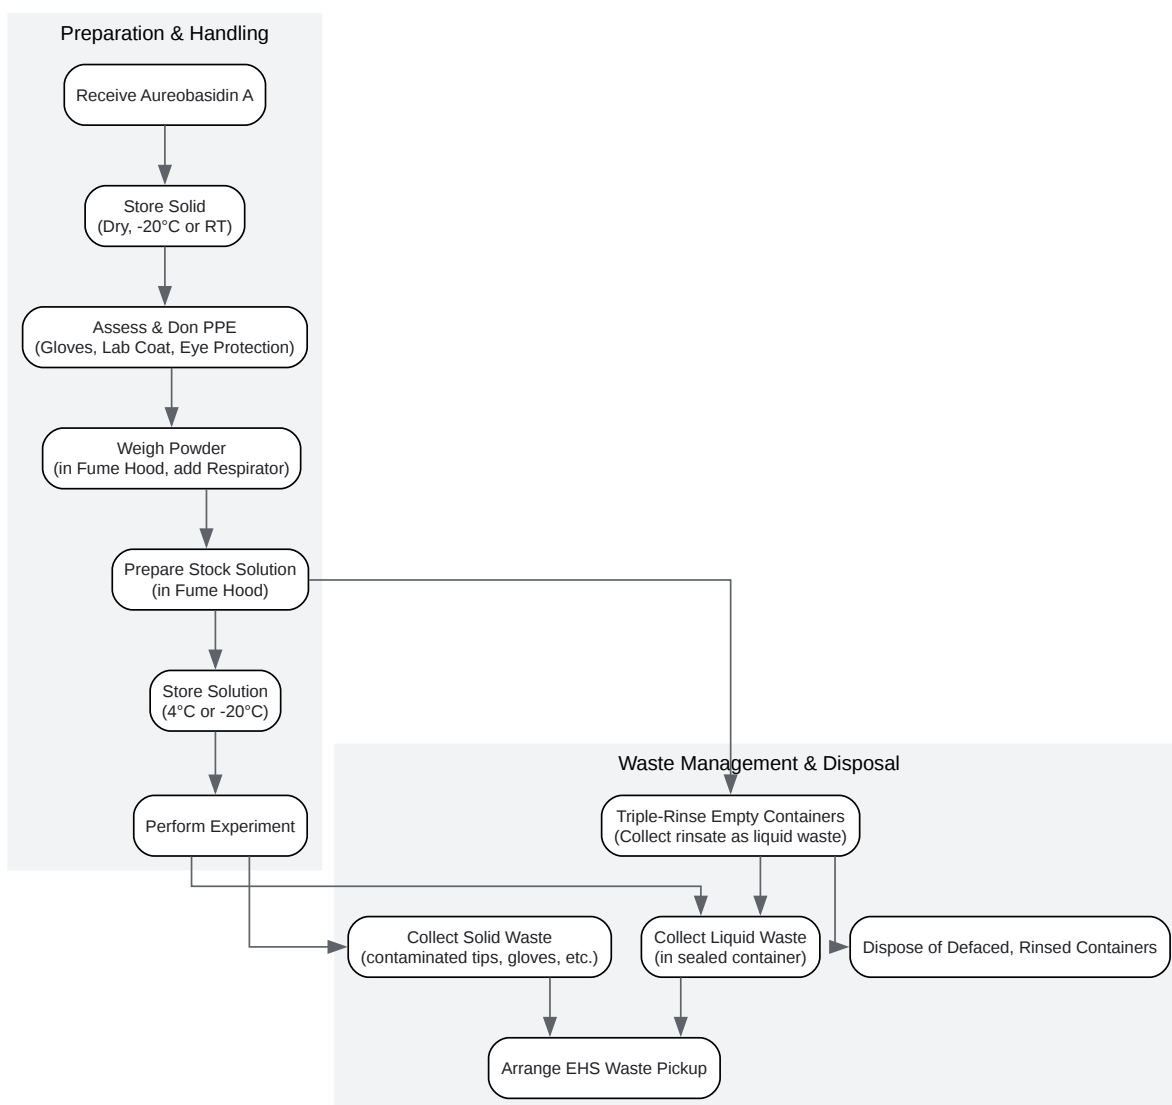 Preparation & Handling
Receive Aureobasidin A
Store Solid
(Dry, -20°C or RT)
Assess & Don PPE
(Gloves, Lab Coat, Eye Protection)
Weigh Powder
(in Fume Hood, add Respirator)
Prepare Stock Solution
(in Fume Hood)
Store Solution
(4°C or -20°C)
Perform Experiment
Waste Management & Disposal
Triple-Rinse Empty Containers
(Collect rinsate as liquid waste)
Collect Solid Waste
(contaminated tips, gloves, etc.)
Collect Liquid Waste
(in sealed container)
Dispose of Defaced, Rinsed Containers
Arrange EHS Waste Pickup